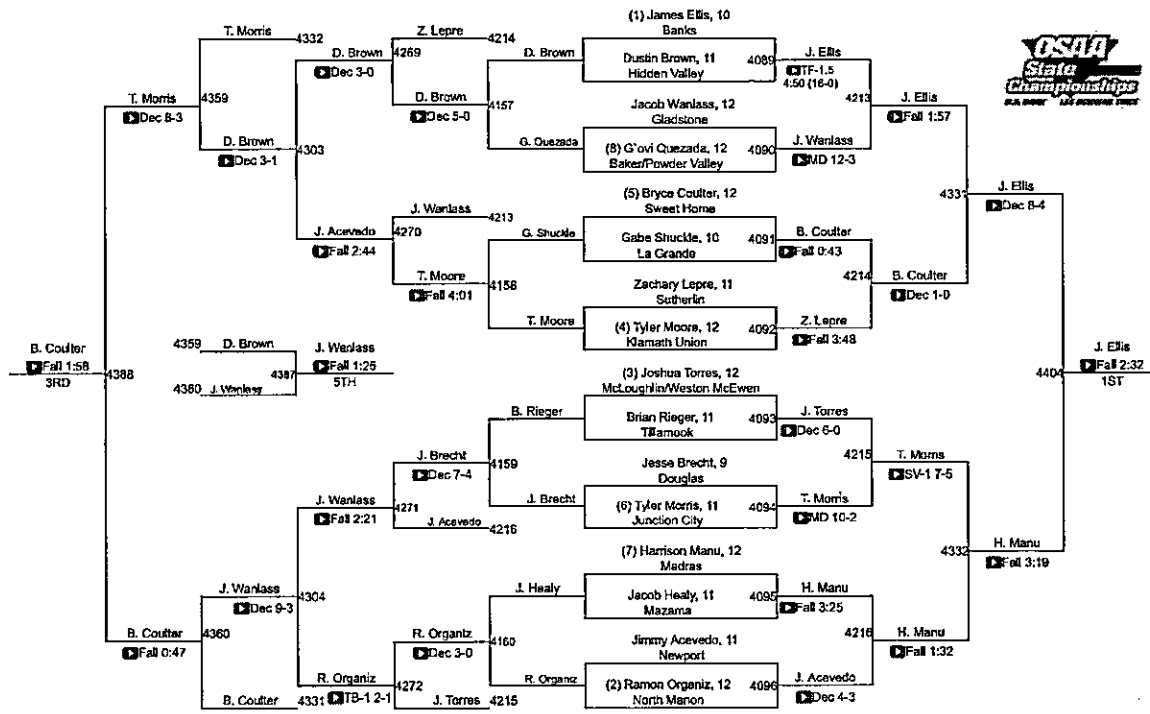 (1) James Ellis, 10
Banks
OSAA
State
Championships
T. Morris
4332
Z. Lepre
4214
D. Brown
4269
Dec 3-0
D. Brown
Dustin Brown, 11
Hidden Valley
4089
J. Ellis
TF-1.5
4:50 (16-0)
T. Morris
Dec 8-3
4359
D. Brown
Dec 5-0
4157
Jacob Wanlass, 12
Gladstone
4213
J. Ellis
Fall 1:57
D. Brown
Dec 3-1
4303
G. Quezada
(8) G`ovi Quezada, 12
Baker/Powder Valley
4090
J. Wanlass
MD 12-3
4331
J. Ellis
Dec 8-4
(5) Bryce Coulter, 12
Sweet Home
J. Acevedo
Fall 2:44
J. Wanlass
4213
4270
G. Shuckle
Gabe Shuckle, 10
La Grande
4091
B. Coulter
Fall 0:43
T. Moore
Fall 4:01
4158
Zachary Lepre, 11
Sutherlin
4214
B. Coulter
Dec 1-0
T. Moore
(4) Tyler Moore, 12
Klamath Union
4092
Z. Lepre
Fall 3:48
B. Coulter
Fall 1:58
3RD
4388
4359
D. Brown
4360
J. Wanlass
4387
J. Wanlass
Fall 1:25
5TH
4404
J. Ellis
Fall 2:32
1ST
(3) Joshua Torres, 12
McLoughlin/Weston McEwen
B. Rieger
Brian Rieger, 11
Tillamook
4093
J. Torres
Dec 6-0
J. Brecht
Dec 7-4
4159
Jesse Brecht, 9
Douglas
4215
T. Morris
SV-1 7-5
J. Wanlass
Fall 2:21
4271
J. Brecht
(6) Tyler Morris, 11
Junction City
4094
T. Morris
MD 10-2
J. Acevedo
4216
(7) Harrison Manu, 12
Madras
4332
H. Manu
Fall 3:19
J. Wanlass
Dec 9-3
4304
J. Healy
Jacob Healy, 11
Mazama
4095
H. Manu
Fall 3:25
B. Coulter
Fall 0:47
4360
R. Organiz
Dec 3-0
4160
Jimmy Acevedo, 11
Newport
4216
H. Manu
Fall 1:32
R. Organiz
TB-1 2-1
4272
R. Organiz
(2) Ramon Organiz, 12
North Marion
4096
J. Acevedo
Dec 4-3
B. Coulter
4331
J. Torres
4215